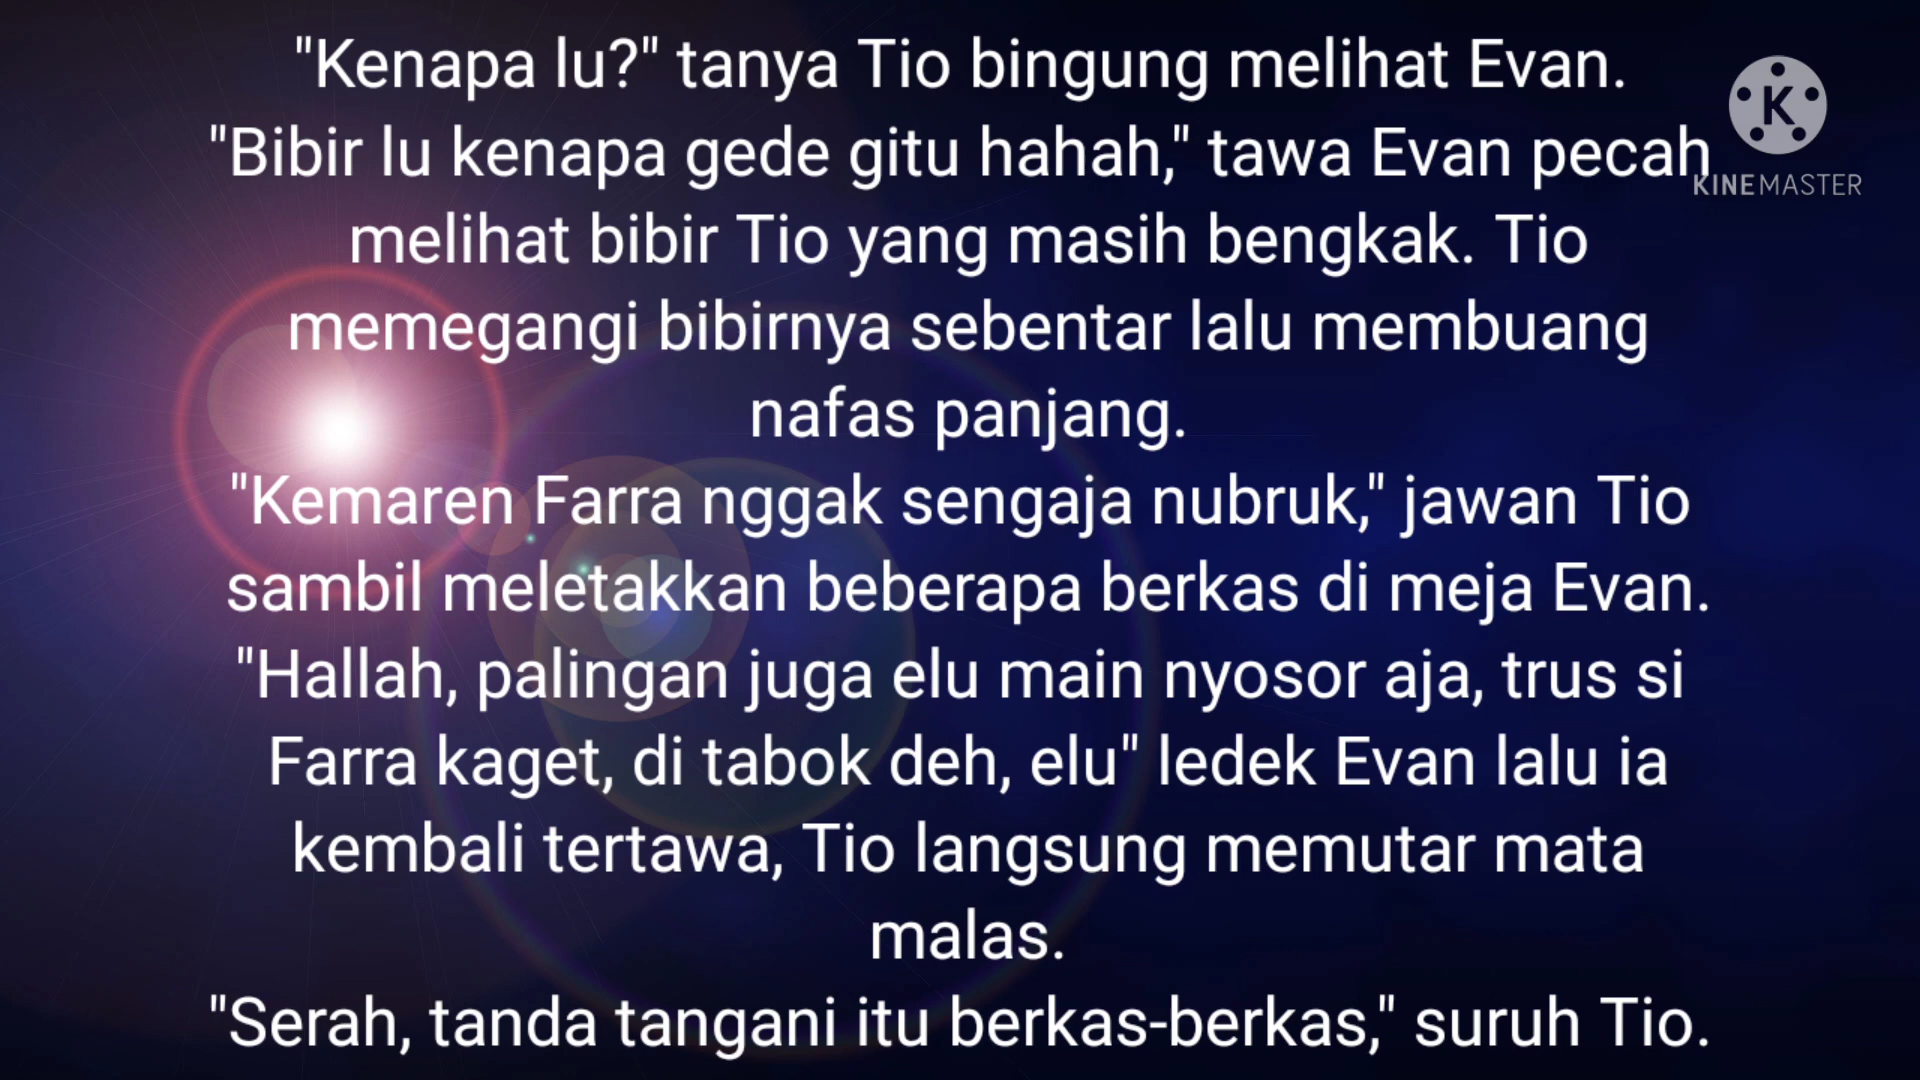 "Kenapa lu?" tanya Tio bingung melihat Evan.
"Bibir lu kenapa gede gitu hahah," tawa Evan pecah
melihat bibir Tio yang masih bengkak. Tio
memegangi bibirnya sebentar lalu membuang
nafas panjang.
"Kemaren Farra nggak sengaja nubruk," jawan Tio
sambil meletakkan beberapa berkas di meja Evan.
"Hallah, palingan juga elu main nyosor aja, trus si
Farra kaget, di tabok deh, elu" ledek Evan lalu ia
kembali tertawa, Tio langsung memutar mata
malas.
"Serah, tanda tangani itu berkas-berkas," suruh Tio.
K
KINEMASTER